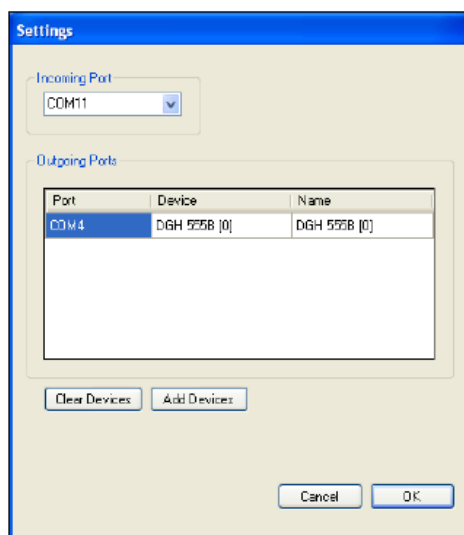 Settings
Incoming Port
COM11
Outgoing Ports
Port Device Name
COM4 DGH 555B [0] DGH 555B [0]
Clear Devices Add Devices
Cancel OK